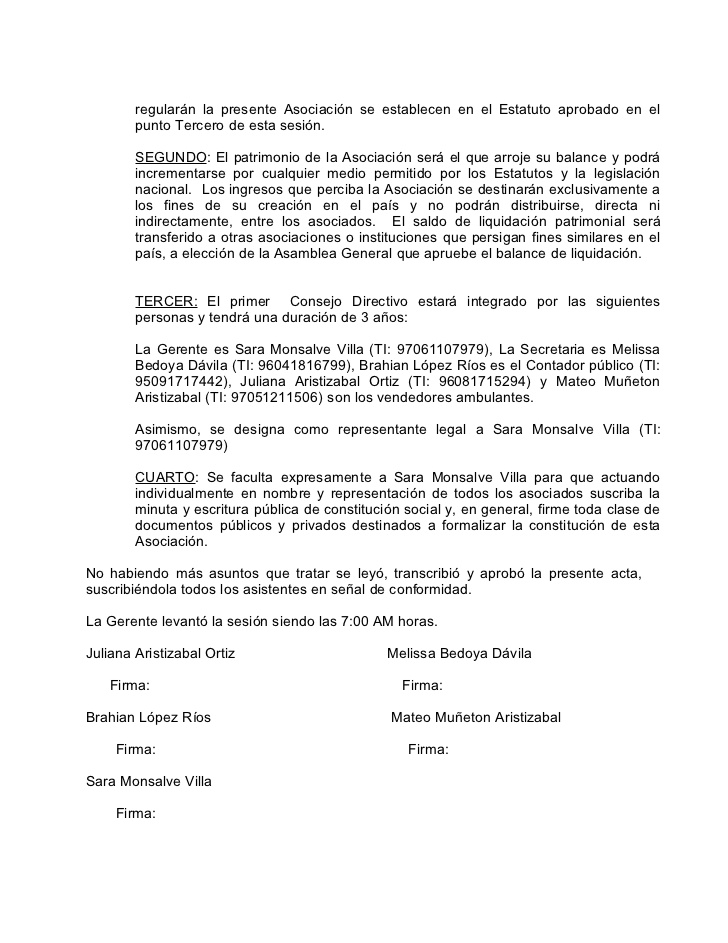 regularán la presente Asociación se establecen en el Estatuto aprobado en el
punto Tercero de esta sesión.
SEGUNDO: El patrimonio de la Asociación será el que arroje su balance y podrá
incrementarse por cualquier medio permitido por los Estatutos y la legislación
nacional. Los ingresos que perciba la Asociación se destinarán exclusivamente a
los fines de su creación en el país y no podrán distribuirse, directa ni
indirectamente, entre los asociados. El saldo de liquidación patrimonial será
transferido a otras asociaciones o instituciones que persigan fines similares en el
país, a elección de la Asamblea General que apruebe el balance de liquidación.
TERCER: El primer Consejo Directivo estará integrado por las siguientes
personas y tendrá una duración de 3 años:
La Gerente es Sara Monsalve Villa (TI: 97061107979), La Secretaria es Melissa
Bedoya Dávila (TI: 96041816799), Brahian López Ríos es el Contador público (TI:
95091717442), Juliana Aristizabal Ortiz (TI: 96081715294) y Mateo Muñeton
Aristizabal (TI: 97051211506) son los vendedores ambulantes.
Asimismo, se designa como representante legal a Sara Monsalve Villa (TI:
97061107979)
CUARTO: Se faculta expresamente a Sara Monsalve Villa para que actuando
individualmente en nombre y representación de todos los asociados suscriba la
minuta y escritura pública de constitución social y, en general, firme toda clase de
documentos públicos y privados destinados a formalizar la constitución de esta
Asociación.
No habiendo más asuntos que tratar se leyó, transcribió y aprobó la presente acta,
suscribiéndola todos los asistentes en señal de conformidad.
La Gerente levantó la sesión siendo las 7:00 AM horas.
Juliana Aristizabal Ortiz Melissa Bedoya Dávila
Firma: Firma:
Brahian López Ríos Mateo Muñeton Aristizabal
Firma: Firma:
Sara Monsalve Villa
Firma: